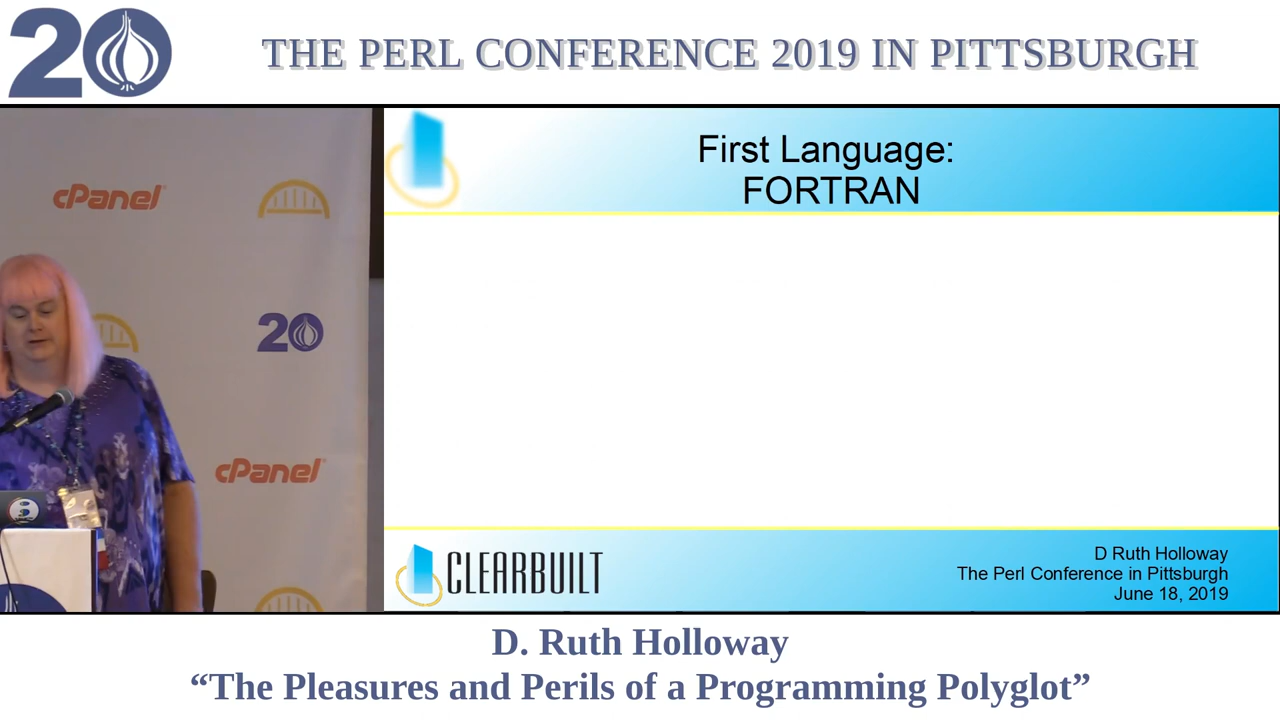 20
THE PERL CONFERENCE 2019 IN PITTSBURGH
cPanel
20
cPanel
First Language:
FORTRAN
CLEARBUILT
D Ruth Holloway
The Perl Conference in Pittsburgh
June 18, 2019
D. Ruth Holloway
“The Pleasures and Perils of a Programming Polyglot”